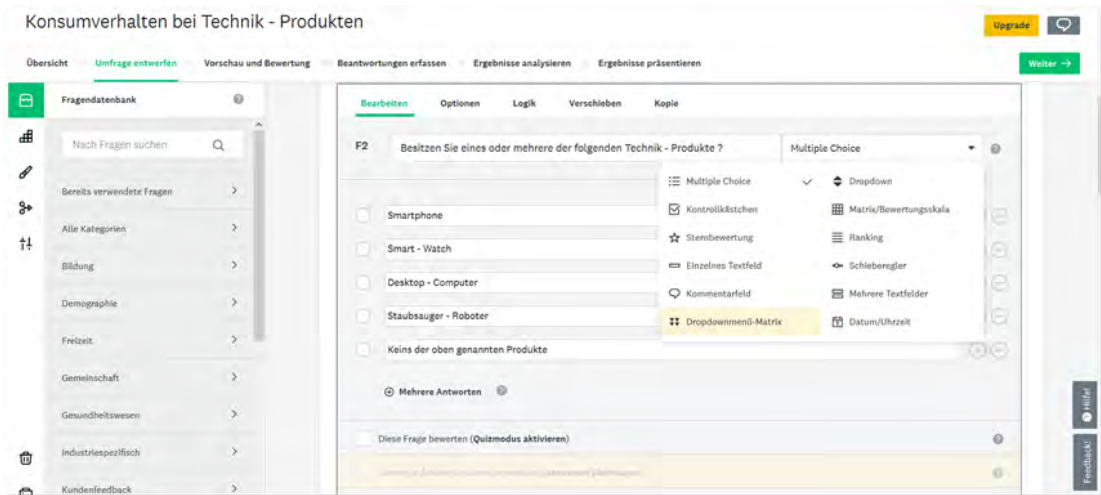 Konsumverhalten bei Technik - Produkten
Upgrade
Übersicht Umfrage entwerfen Vorschau und Bewertung Beantwortungen erfassen Ergebnisse analysieren Ergebnisse präsentieren Weiter →
Fragendatenbank
Nach Fragen suchen
Bereits verwendete Fragen
Alle Kategorien
Bildung
Demographie
Freizeit
Gemeinschaft
Gesundheitswesen
Industriespezifisch
Kundenfeedback
Bearbeiten Optionen Logik Verschieben Kopie
F2 Besitzen Sie eines oder mehrere der folgenden Technik - Produkte ? Multiple Choice
Multiple Choice Dropdown
Kontrollkästchen Matrix/Bewertungsskala
Sternbewertung Ranking
Einzelnes Textfeld Schieberegler
Kommentarfeld Mehrere Textfelder
Dropdownmenü-Matrix Datum/Uhrzeit
Smartphone
Smart - Watch
Desktop - Computer
Staubsauger - Roboter
Keins der oben genannten Produkte
Mehrere Antworten
Diese Frage bewerten (Quizmodus aktivieren)
Hilfe!
Feedback!